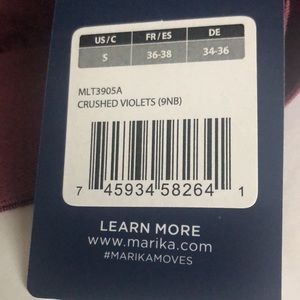 US / C FR / ES DE
S 36-38 34-36
MLT3905A
CRUSHED VIOLETS (9NB)
7 45934 58264 1
LEARN MORE
www.marika.com
#MARIKAMOVES